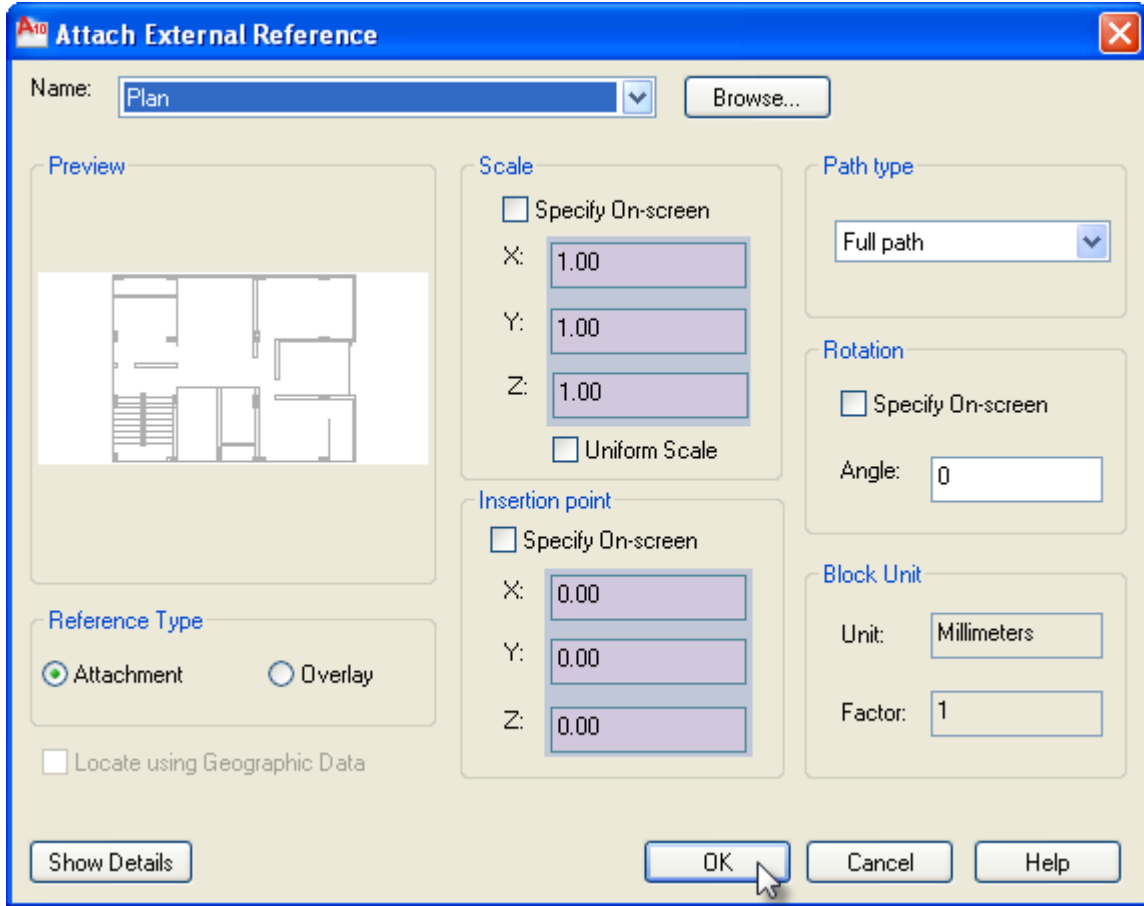 A10 Attach External Reference
Name: Plan Browse...
Preview
Scale
Specify On-screen
X: 1.00
Y: 1.00
Z: 1.00
Uniform Scale
Path type
Full path
Rotation
Specify On-screen
Angle: 0
Insertion point
Specify On-screen
X: 0.00
Y: 0.00
Z: 0.00
Block Unit
Unit: Millimeters
Factor: 1
Reference Type
Attachment Overlay
Locate using Geographic Data
Show Details OK Cancel Help